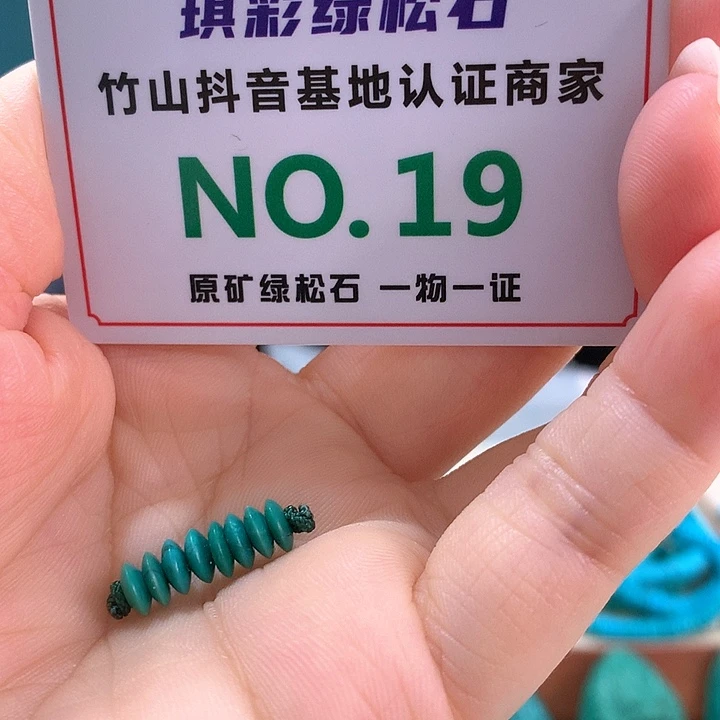 琪彩绿松石
竹山抖音基地认证商家
NO.19
原矿绿松石 一物一证